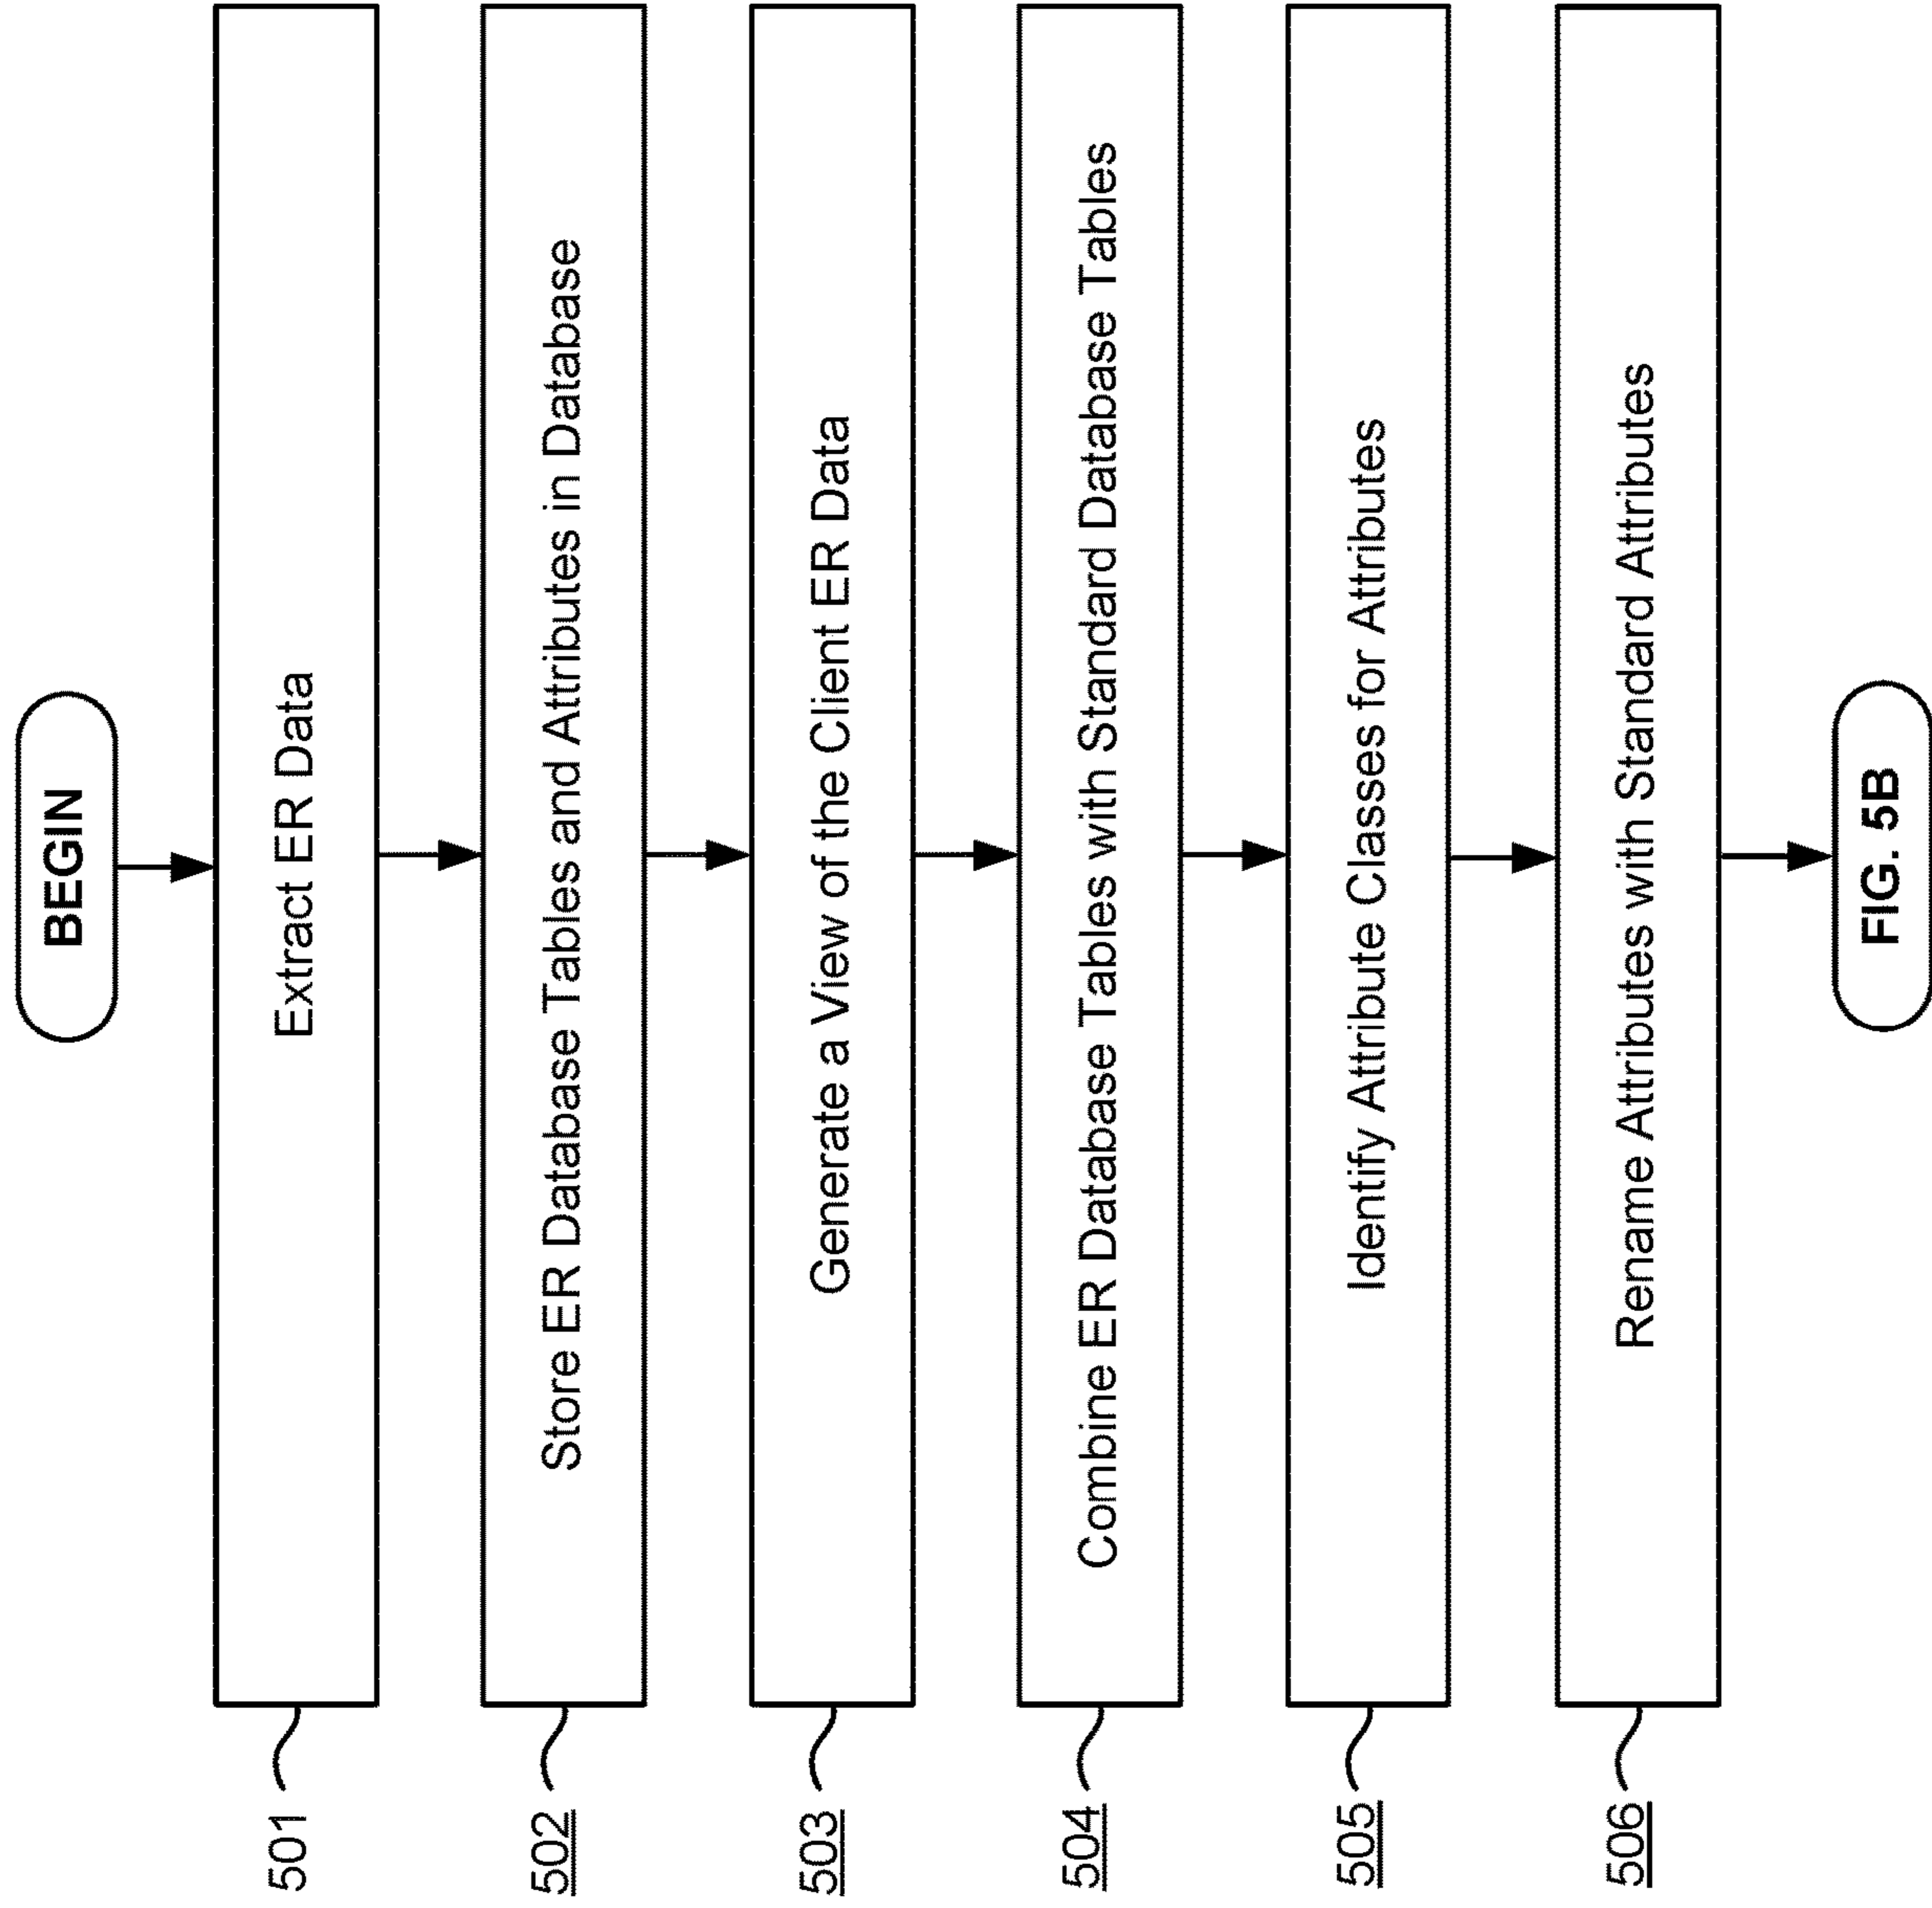 BEGIN
501
Extract ER Data
502
Store ER Database Tables and Attributes in Database
503
Generate a View of the Client ER Data
504
Combine ER Database Tables with Standard Database Tables
505
Identify Attribute Classes for Attributes
506
Rename Attributes with Standard Attributes
FIG. 5B